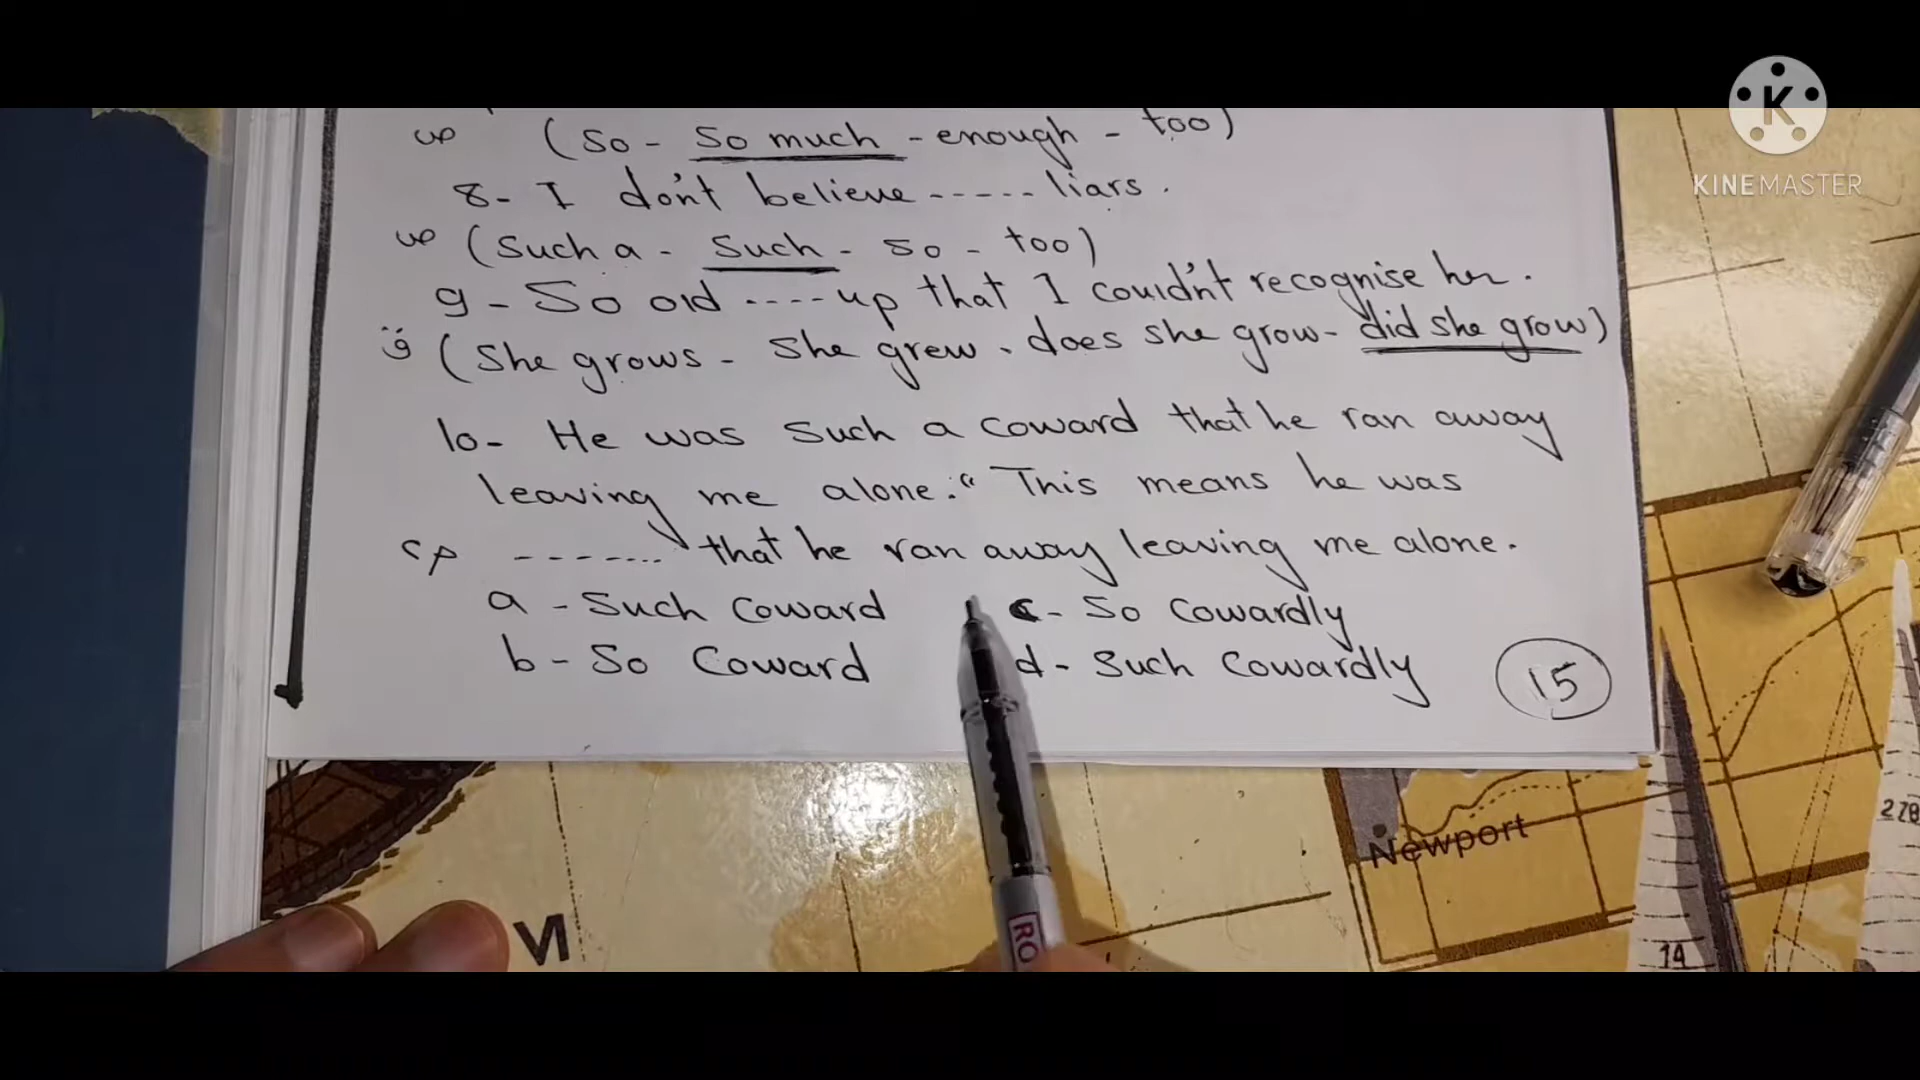 (So - So much - enough - too)
8- I don't believe ------ liars.
(Such a - Such - so - too)
9- So old ---- up that I couldn't recognise her.
(She grows - She grew - does she grow - did she grow)
10- He was such a coward that he ran away
leaving me alone." This means he was
------- that he ran away leaving me alone.
a - Such Coward c - So Cowardly
b - So Coward d - Such Cowardly
15
K
KINEMASTER
Newport
VI
14
278
RO